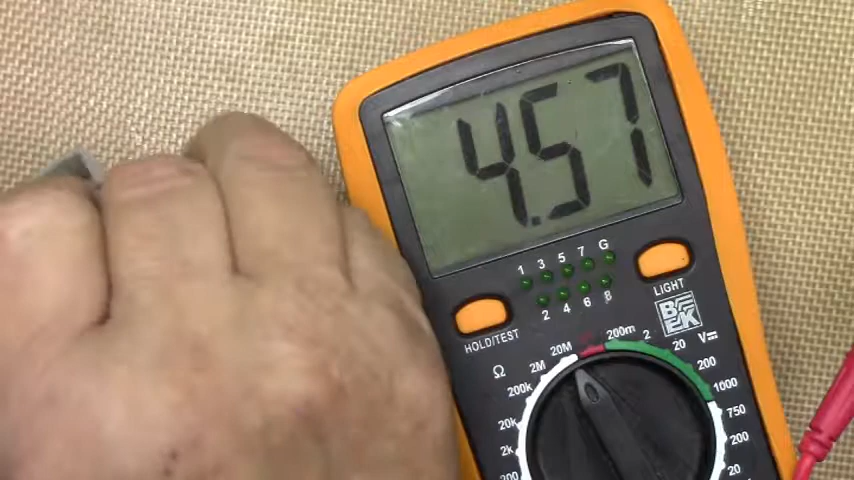 4.57
1 3 5 7 G
2 4 6 8
HOLD/TEST
LIGHT
BEK
Ω 200k 2M 20M 200m 2 20 V
20k 200
2k 1000
200 750
200
20